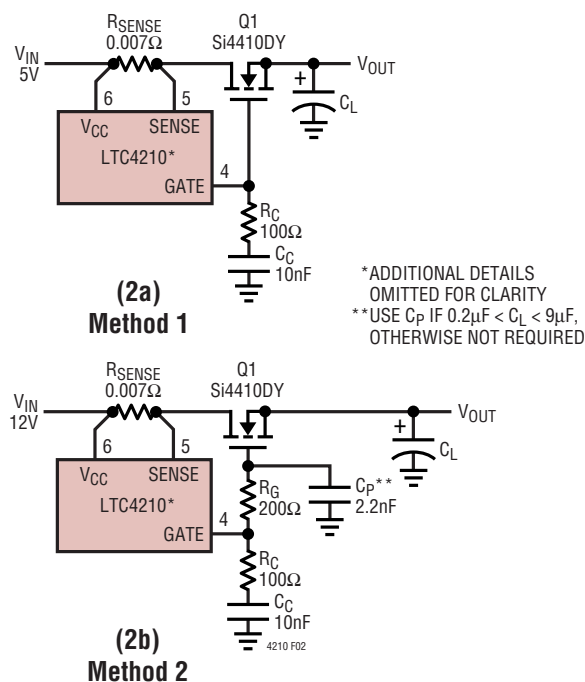 RSENSE
0.007Ω
Q1
Si4410DY
VIN
5V
VOUT
+
CL
6
5
VCC
SENSE
LTC4210*
GATE
4
RC
100Ω
CC
10nF
(2a)
Method 1
*ADDITIONAL DETAILS
OMITTED FOR CLARITY
**USE CP IF 0.2µF < CL < 9µF,
OTHERWISE NOT REQUIRED
RSENSE
0.007Ω
Q1
Si4410DY
VIN
12V
VOUT
+
CL
6
5
VCC
SENSE
LTC4210*
GATE
4
RG
200Ω
CP**
2.2nF
RC
100Ω
CC
10nF
4210 F02
(2b)
Method 2